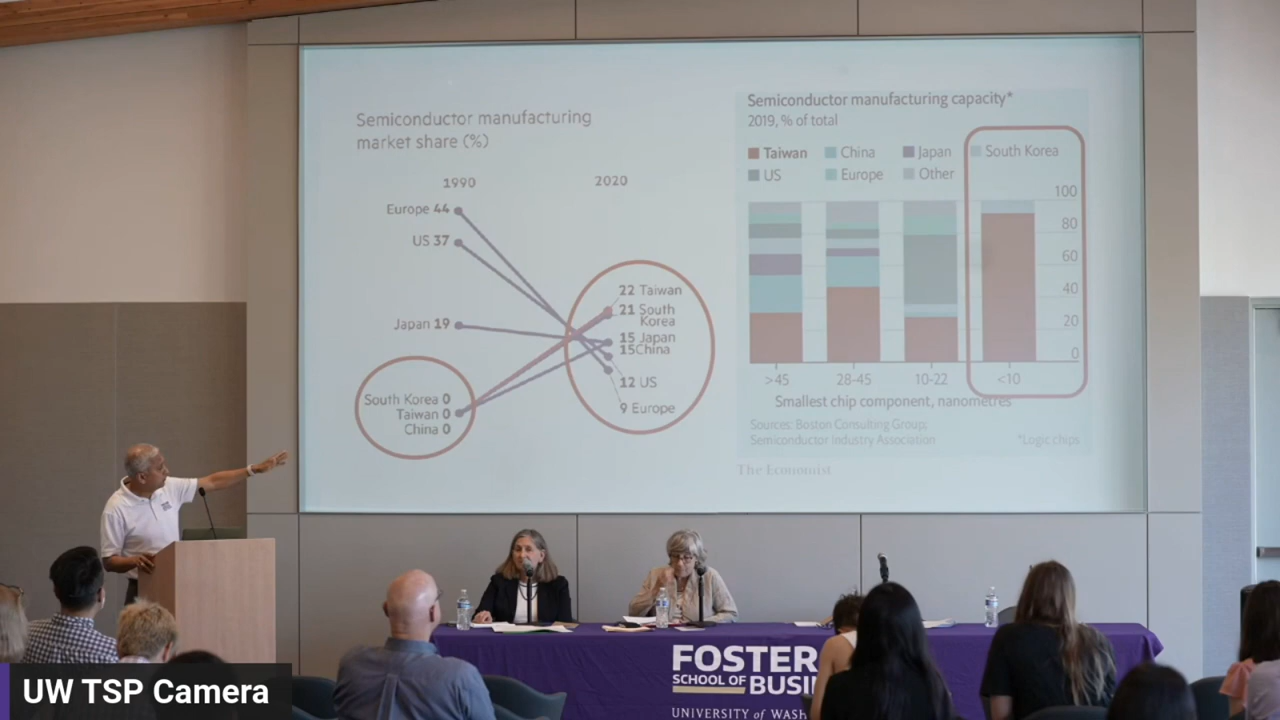 Semiconductor manufacturing
market share (%)
1990
2020
Europe 44
US 37
Japan 19
South Korea 0
Taiwan 0
China 0
22 Taiwan
21 South
Korea
15 Japan
15China
12 US
9 Europe
Semiconductor manufacturing capacity*
2019, % of total
Taiwan
China
Japan
South Korea
US
Europe
Other
100
80
60
40
20
0
>45
28-45
10-22
<10
Smallest chip component, nanometres
Sources: Boston Consulting Group;
Semiconductor Industry Association
*Logic chips
The Economist
FOSTER
SCHOOL OF BUSI
UNIVERSITY of WASH
UW TSP Camera